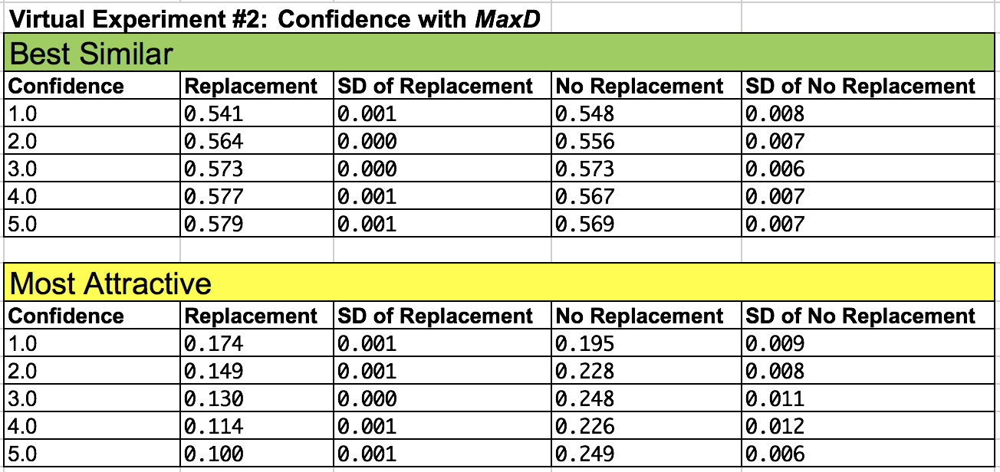 Virtual Experiment #2: Confidence with MaxD
Best Similar
Confidence Replacement SD of Replacement No Replacement SD of No Replacement
1.0 0.541 0.001 0.548 0.008
2.0 0.564 0.000 0.556 0.007
3.0 0.573 0.000 0.573 0.006
4.0 0.577 0.001 0.567 0.007
5.0 0.579 0.001 0.569 0.007
Most Attractive
Confidence Replacement SD of Replacement No Replacement SD of No Replacement
1.0 0.174 0.001 0.195 0.009
2.0 0.149 0.001 0.228 0.008
3.0 0.130 0.000 0.248 0.011
4.0 0.114 0.001 0.226 0.012
5.0 0.100 0.001 0.249 0.006